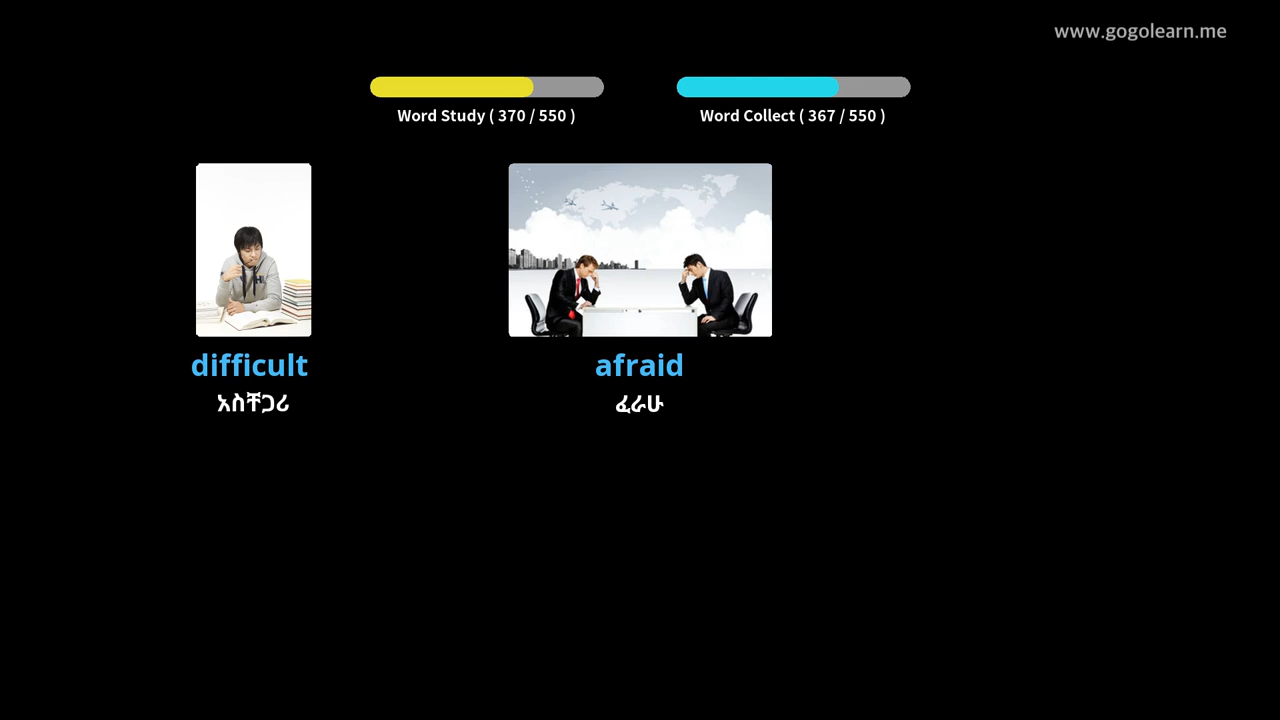 www.gogolearn.me
Word Study ( 370 / 550 )
Word Collect ( 367 / 550 )
difficult
afraid
አስቸጋሪ
ፈራሁ